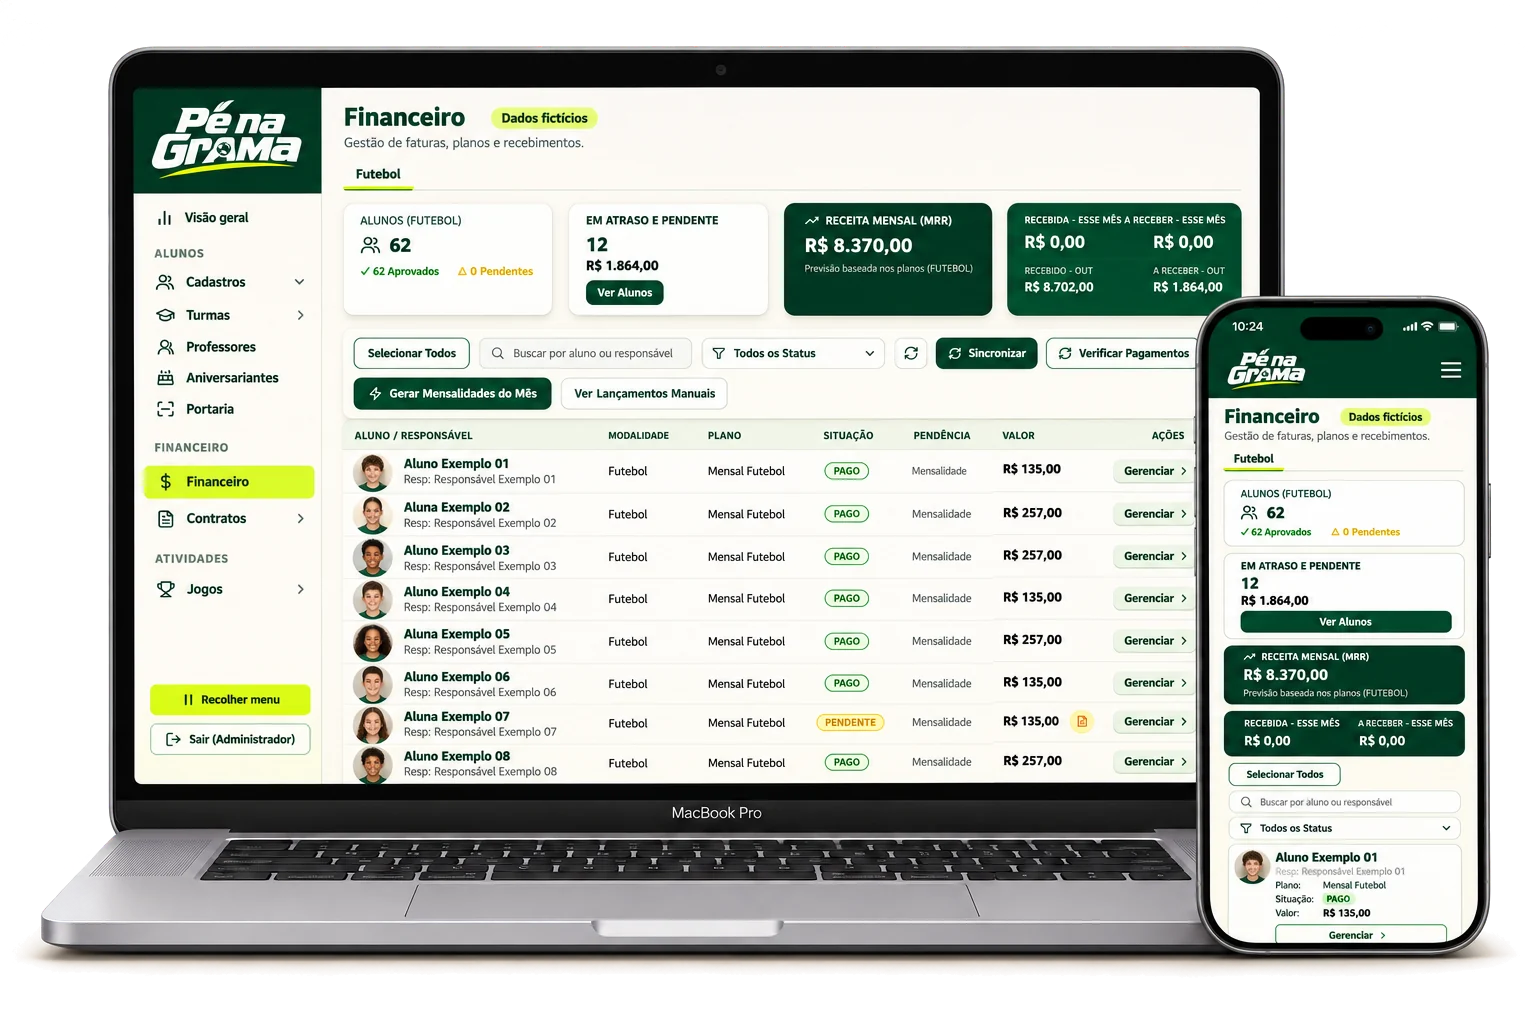 Pé na
Grama
Visão geral
ALUNOS
Cadastros
Turmas
Professores
Aniversariantes
Portaria
FINANCEIRO
Financeiro
Contratos
ATIVIDADES
Jogos
Recolher menu
Sair (Administrador)
Financeiro Dados fictícios
Gestão de faturas, planos e recebimentos.
Futebol
ALUNOS (FUTEBOL)
62
62 Aprovados 0 Pendentes
EM ATRASO E PENDENTE
12
R$ 1.864,00
Ver Alunos
RECEITA MENSAL (MRR)
R$ 8.370,00
Previsão baseada nos planos (FUTEBOL)
RECEBIDA - ESSE MÊS A RECEBER - ESSE MÊS
R$ 0,00 R$ 0,00
RECEBIDO - OUT A RECEBER - OUT
R$ 8.702,00 R$ 1.864,00
Selecionar Todos Buscar por aluno ou responsável Todos os Status Sincronizar Verificar Pagamentos
Gerar Mensalidades do Mês Ver Lançamentos Manuais
ALUNO / RESPONSÁVEL MODALIDADE PLANO SITUAÇÃO PENDÊNCIA VALOR AÇÕES
Aluno Exemplo 01
Resp: Responsável Exemplo 01
Futebol Mensal Futebol PAGO Mensalidade R$ 135,00 Gerenciar
Aluna Exemplo 02
Resp: Responsável Exemplo 02
Futebol Mensal Futebol PAGO Mensalidade R$ 257,00 Gerenciar
Aluno Exemplo 03
Resp: Responsável Exemplo 03
Futebol Mensal Futebol PAGO Mensalidade R$ 257,00 Gerenciar
Aluno Exemplo 04
Resp: Responsável Exemplo 04
Futebol Mensal Futebol PAGO Mensalidade R$ 135,00 Gerenciar
Aluna Exemplo 05
Resp: Responsável Exemplo 05
Futebol Mensal Futebol PAGO Mensalidade R$ 257,00 Gerenciar
Aluno Exemplo 06
Resp: Responsável Exemplo 06
Futebol Mensal Futebol PAGO Mensalidade R$ 135,00 Gerenciar
Aluna Exemplo 07
Resp: Responsável Exemplo 07
Futebol Mensal Futebol PENDENTE Mensalidade R$ 135,00 Gerenciar
Aluno Exemplo 08
Resp: Responsável Exemplo 08
Futebol Mensal Futebol PAGO Mensalidade R$ 257,00 Gerenciar
MacBook Pro
10:24
Pé na
Grama
Financeiro Dados fictícios
Gestão de faturas, planos e recebimentos.
Futebol
ALUNOS (FUTEBOL)
62
62 Aprovados 0 Pendentes
EM ATRASO E PENDENTE
12
R$ 1.864,00
Ver Alunos
RECEITA MENSAL (MRR)
R$ 8.370,00
Previsão baseada nos planos (FUTEBOL)
RECEBIDA - ESSE MÊS A RECEBER - ESSE MÊS
R$ 0,00 R$ 0,00
Selecionar Todos
Buscar por aluno ou responsável
Todos os Status
Aluno Exemplo 01
Resp: Responsável Exemplo 01
Plano: Mensal Futebol
Situação: PAGO
Valor: R$ 135,00
Gerenciar